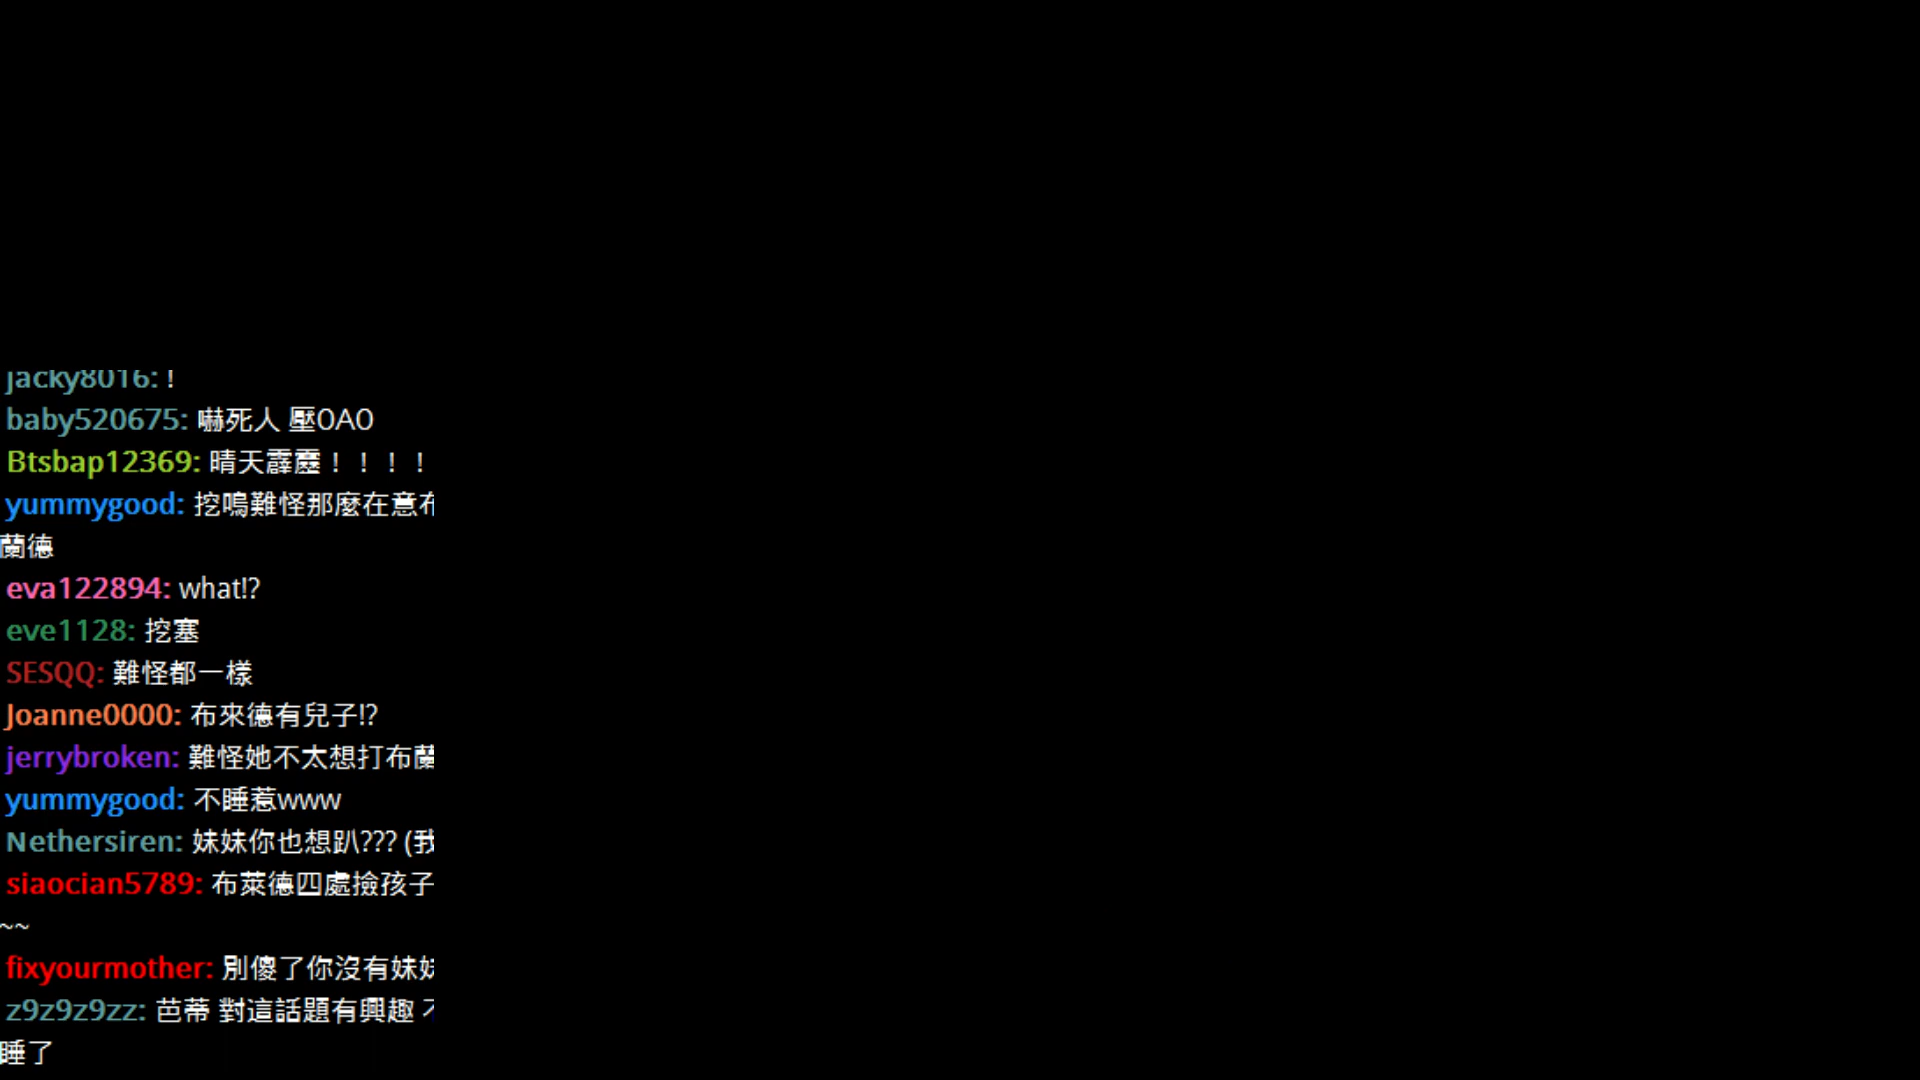 jacky8016: !
baby520675: 嚇死人 壓OAO
Btsbap12369: 晴天霹靂！！！！
yummygood: 挖嗚難怪那麼在意布
蘭德
eva122894: what!?
eve1128: 挖塞
SESQQ: 難怪都一樣
Joanne0000: 布來德有兒子!?
jerrybroken: 難怪她不太想打布蘭
yummygood: 不睡惹www
Nethersiren: 妹妹你也想趴??? (我
siaocian5789: 布萊德四處撿孩子
~~
fixyourmother: 別傻了你沒有妹妹
z9z9z9zz: 芭蒂 對這話題有興趣 不
睡了